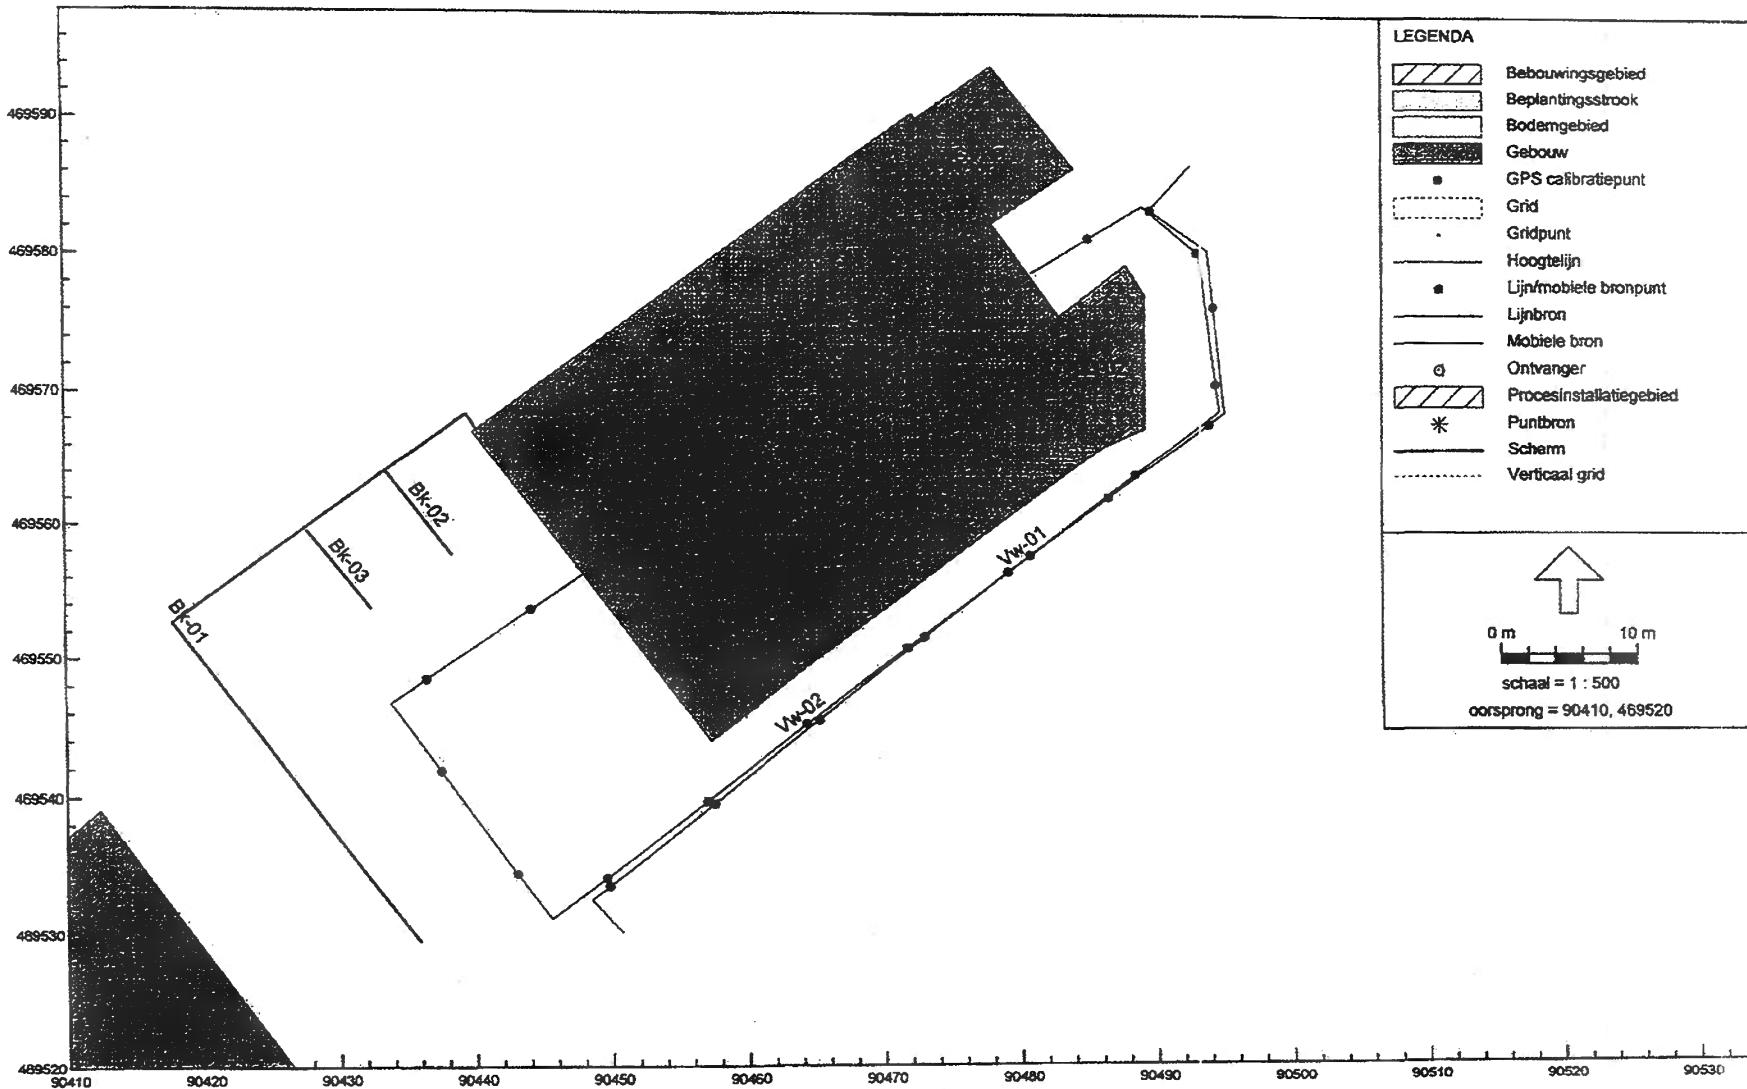 LEGENDA
Bebouwingsgebied
Beplantingsstrook
Bodemgebied
Gebouw
GPS calibratiepunt
Grid
Gridpunt
Hoogtelijn
Lijn/mobiele bronpunt
Lijnbron
Mobiele bron
Ontvanger
Procesinstallatiegebied
Puntbron
Scherm
Verticaal grid
0 m 10 m
schaal = 1 : 500
oorsprong = 90410, 469520
469590
469580
469570
469560
469550
469540
469530
469520
Bk-02
Bk-03
Bk-01
Vw-01
Vw-02
90410 90420 90430 90440 90450 90460 90470 90480 90490 90500 90510 90520 90530